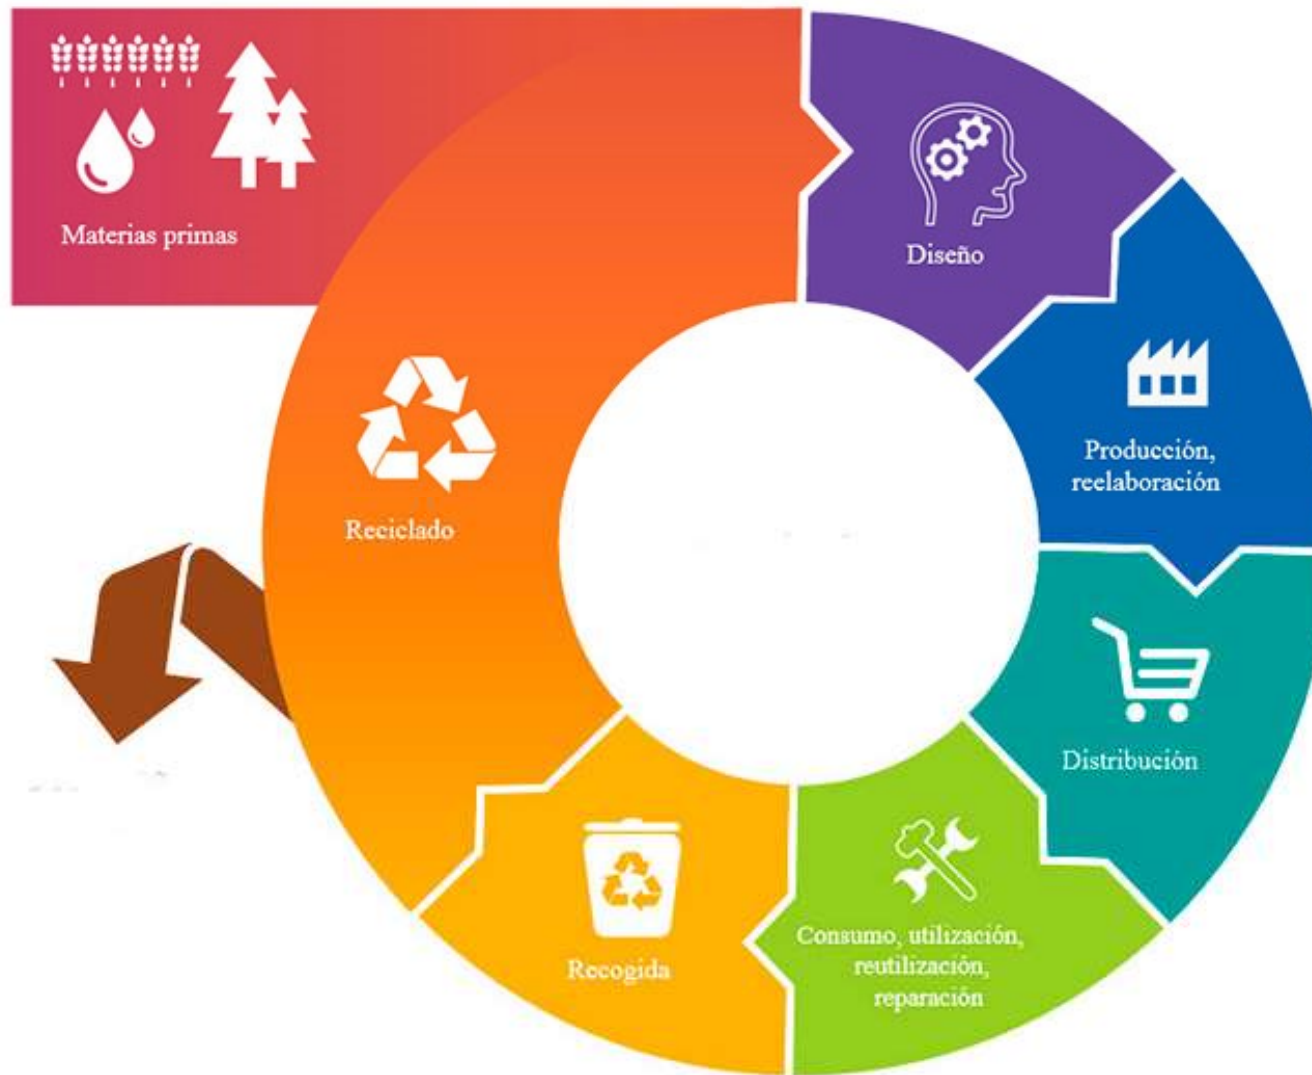 Materias primas
Diseño
Producción,
reelaboración
Distribución
Consumo, utilización,
reutilización,
reparación
Recogida
Reciclado